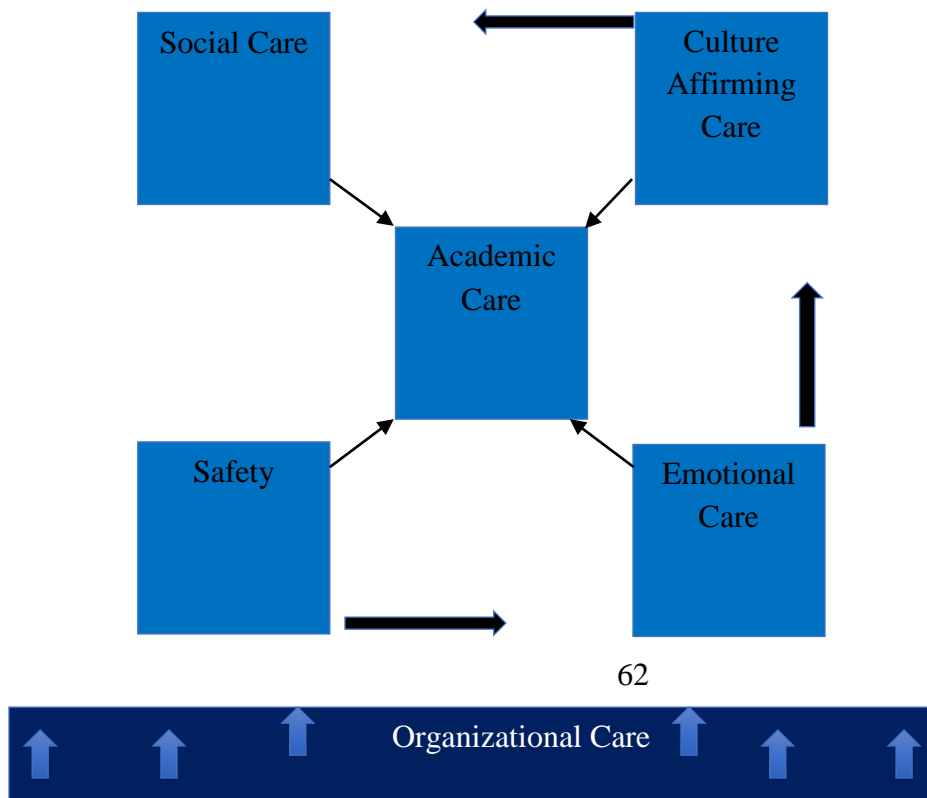 Social Care
Culture
Affirming
Care
Academic
Care
Safety
Emotional
Care
62
Organizational Care